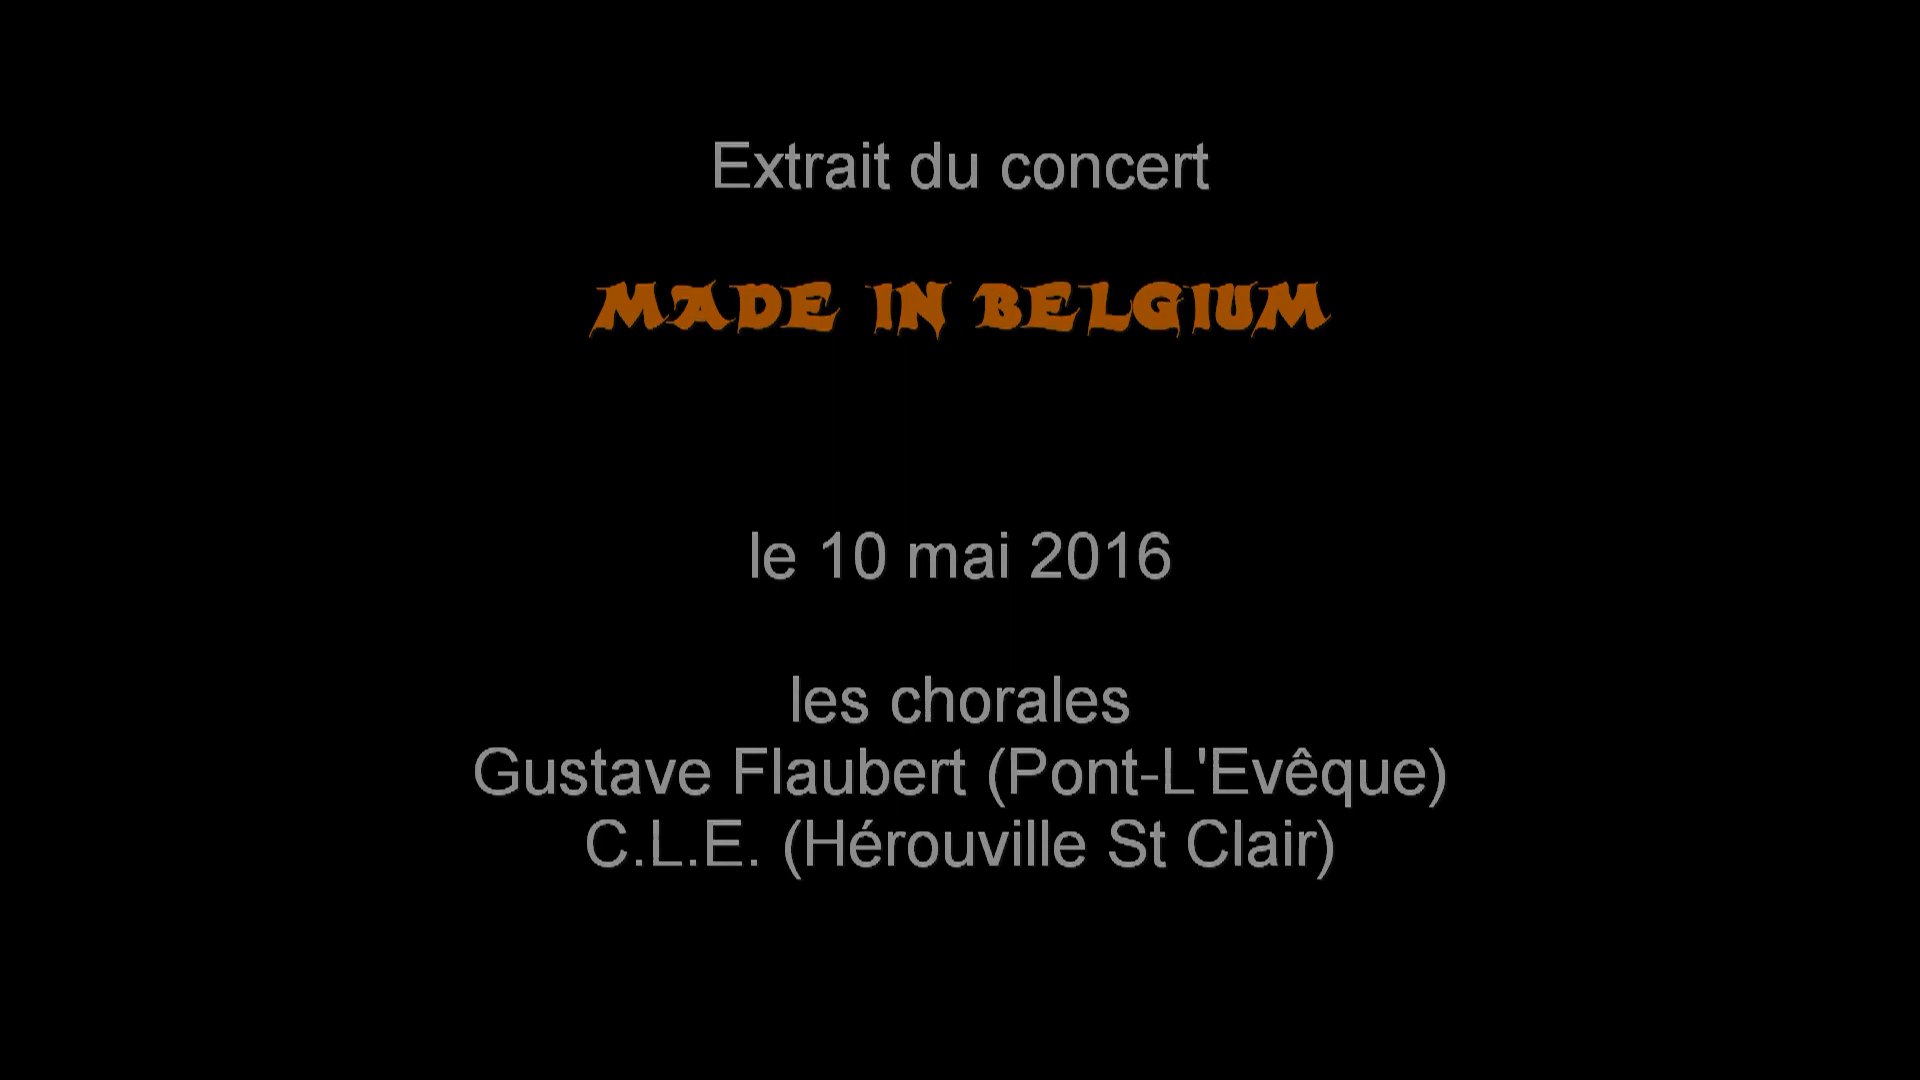 Extrait du concert
MADE IN BELGIUM
le 10 mai 2016
les chorales
Gustave Flaubert (Pont-L'Evêque)
C.L.E. (Hérouville St Clair)